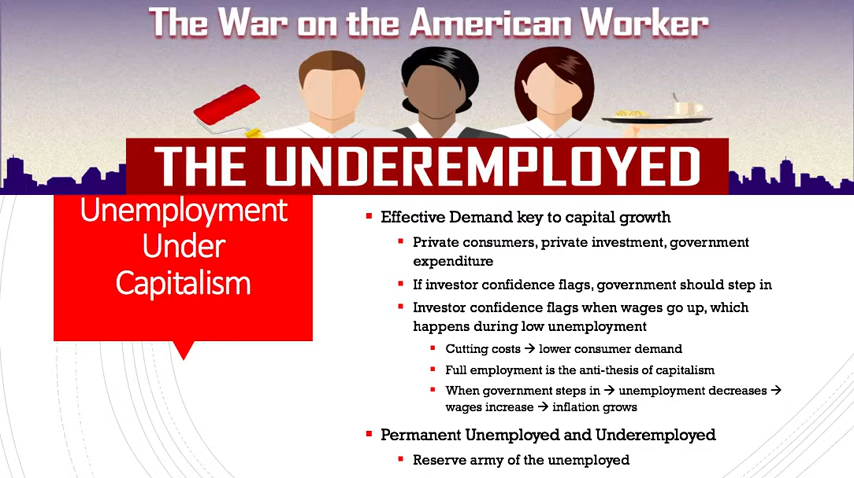 The War on the American Worker
THE UNDEREMPLOYED
Unemployment
Under
Capitalism
Effective Demand key to capital growth
Private consumers, private investment, government
expenditure
If investor confidence flags, government should step in
Investor confidence flags when wages go up, which
happens during low unemployment
Cutting costs → lower consumer demand
Full employment is the anti-thesis of capitalism
When government steps in → unemployment decreases →
wages increase → inflation grows
Permanent Unemployed and Underemployed
Reserve army of the unemployed